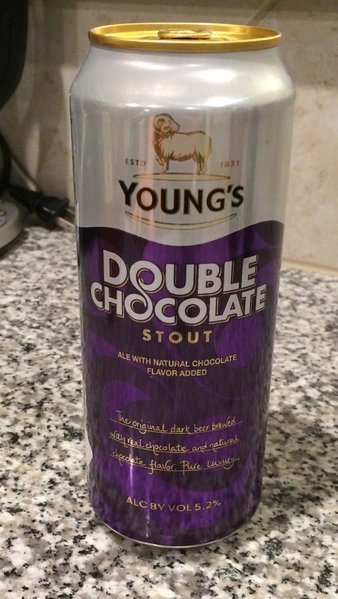 ESTD 1831
YOUNG'S
DOUBLE
CHOCOLATE
STOUT
ALE WITH NATURAL CHOCOLATE
FLAVOR ADDED
The original dark beer brewed
with real chocolate and natural
chocolate flavor. Pure Luxury.
ALC BY VOL 5.2%